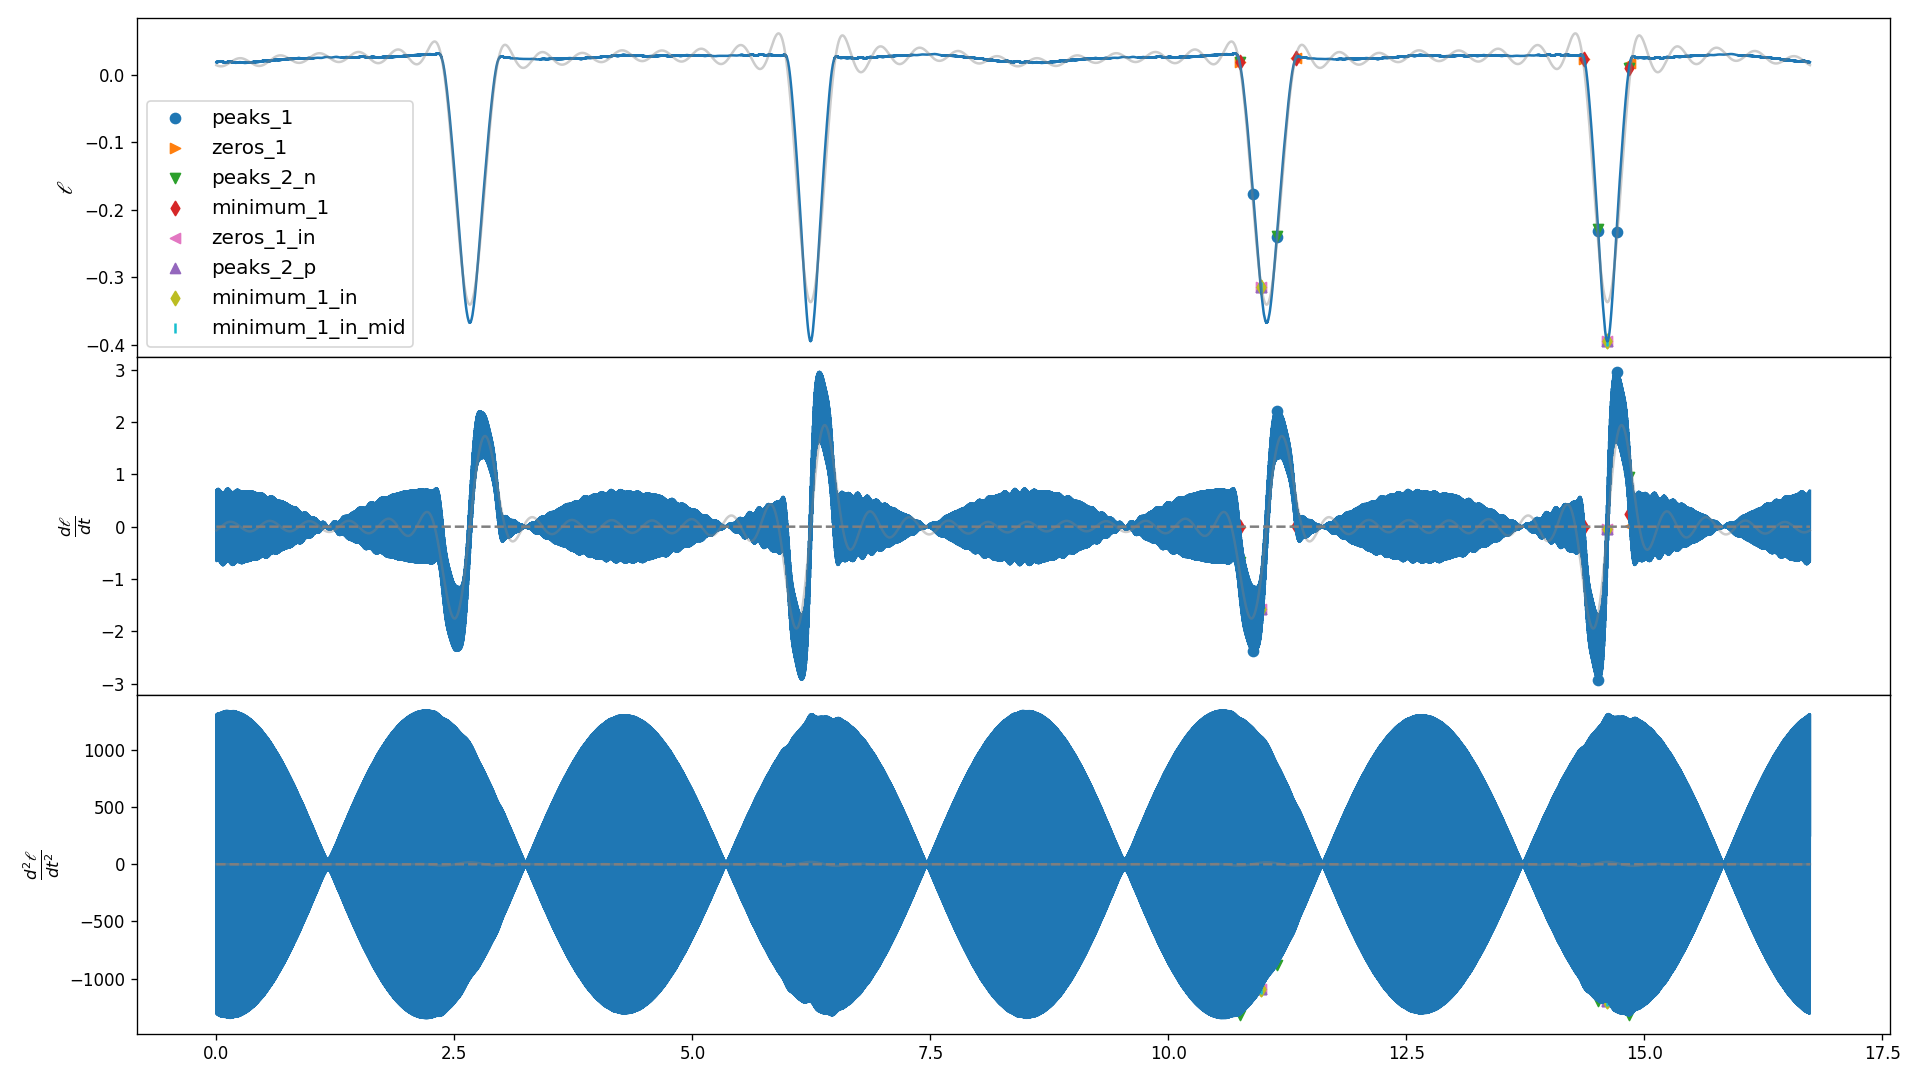 0.0
−0.1
−0.2
−0.3
−0.4
ℓ
peaks_1
zeros_1
peaks_2_n
minimum_1
zeros_1_in
peaks_2_p
minimum_1_in
minimum_1_in_mid
3
2
1
0
−1
−2
−3
dℓ
dt
1000
500
0
−500
−1000
d²ℓ
dt²
0.0 2.5 5.0 7.5 10.0 12.5 15.0 17.5